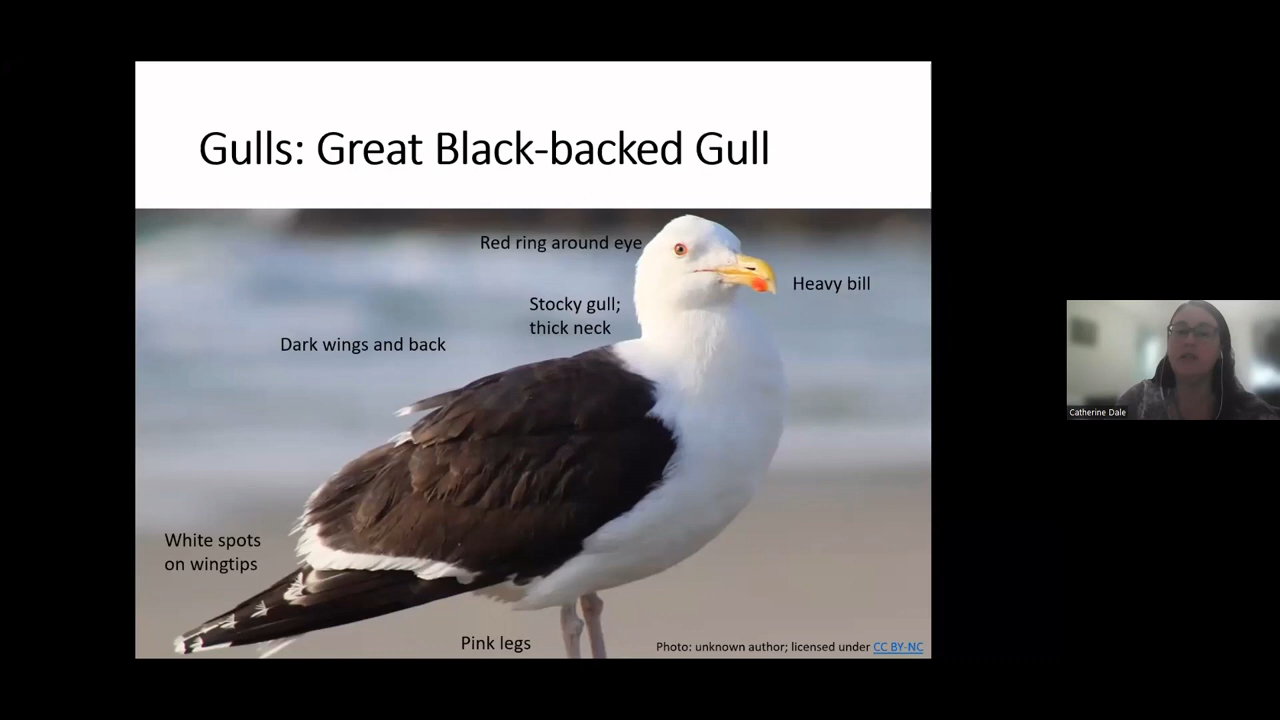 Gulls: Great Black-backed Gull
Red ring around eye
Heavy bill
Stocky gull;
thick neck
Dark wings and back
White spots
on wingtips
Pink legs
Photo: unknown author; licensed under CC BY-NC
Catherine Dale